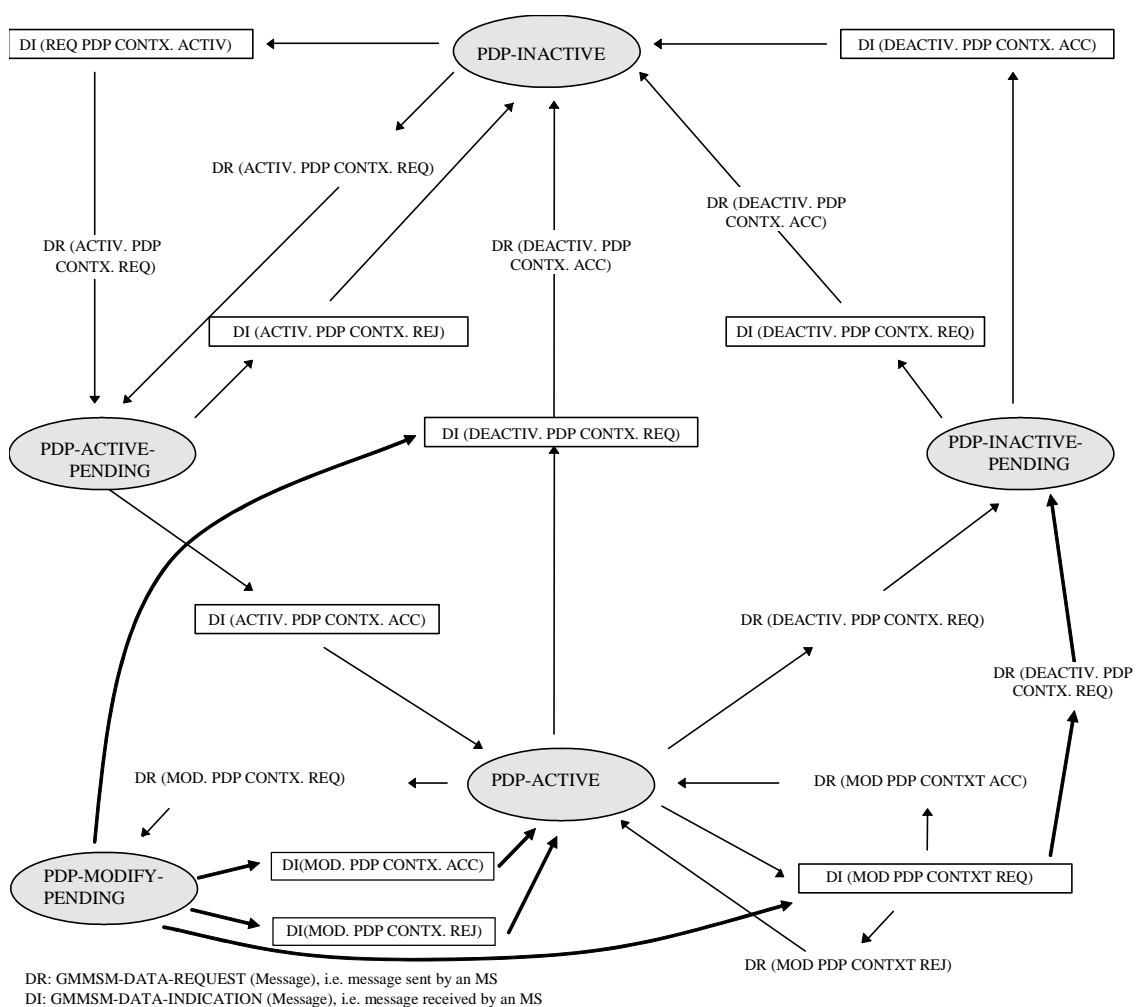 DI (REQ PDP CONTX. ACTIV)
PDP-INACTIVE
DI (DEACTIV. PDP CONTX. ACC)
DR (ACTIV. PDP CONTX. REQ)
DR (DEACTIV. PDP
CONTX. ACC)
DR (ACTIV. PDP
CONTX. REQ)
DR (DEACTIV. PDP
CONTX. ACC)
DI (ACTIV. PDP CONTX. REJ)
DI (DEACTIV. PDP CONTX. REQ)
PDP-ACTIVE-
PENDING
DI (DEACTIV. PDP CONTX. REQ)
PDP-INACTIVE-
PENDING
DI (ACTIV. PDP CONTX. ACC)
DR (DEACTIV. PDP CONTX. REQ)
DR (DEACTIV. PDP
CONTX. REQ)
DR (MOD. PDP CONTX. REQ)
PDP-ACTIVE
DR (MOD PDP CONTXT ACC)
PDP-MODIFY-
PENDING
DI(MOD. PDP CONTX. ACC)
DI (MOD PDP CONTXT REQ)
DI(MOD. PDP CONTX. REJ)
DR (MOD PDP CONTXT REJ)
DR: GMMSM-DATA-REQUEST (Message), i.e. message sent by an MS
DI: GMMSM-DATA-INDICATION (Message), i.e. message received by an MS